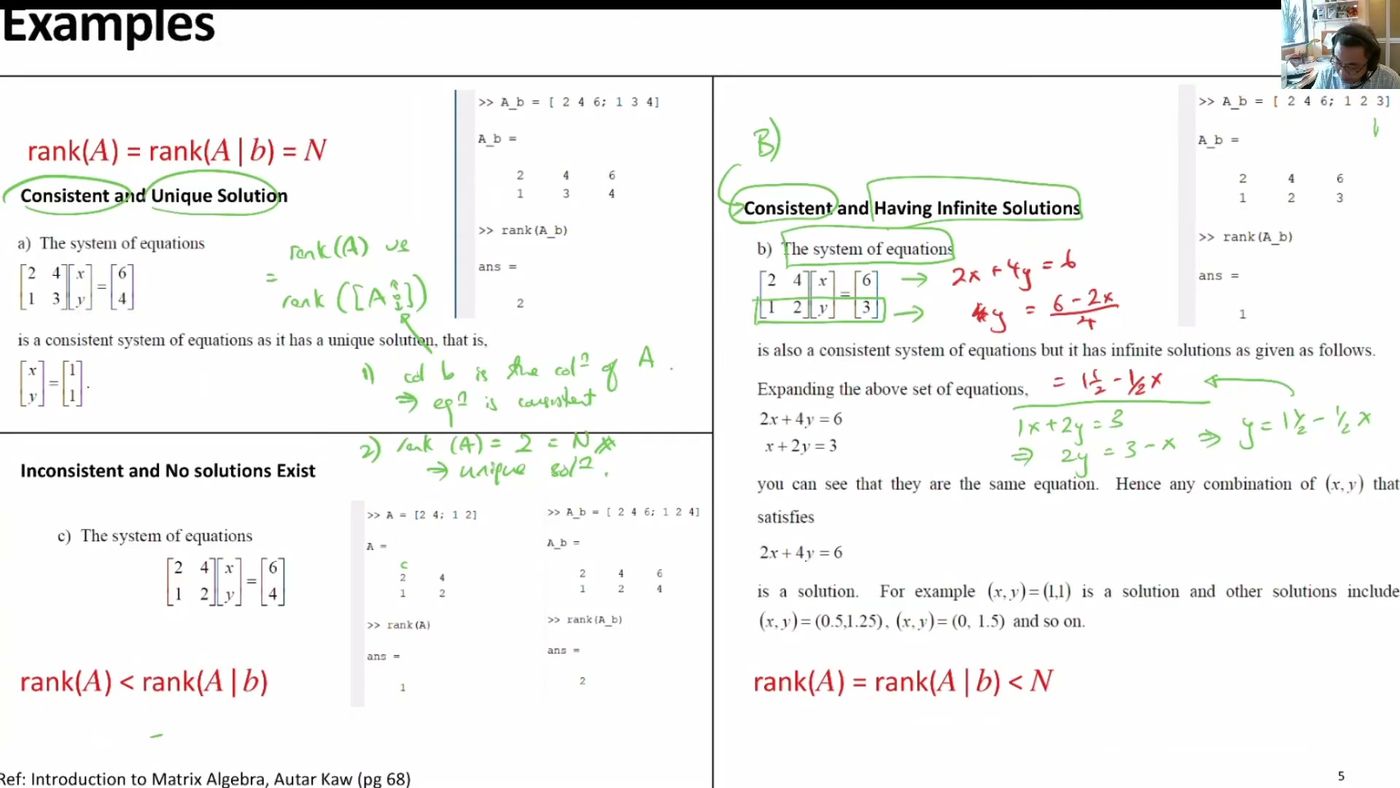 Examples
rank(A) = rank(A | b) = N
Consistent and Unique Solution
a) The system of equations
[2 4; 1 3][x; y] = [6; 4]
rank(A)
=
rank ([A
is a consistent system of equations as it has a unique solution, that is,
[x; y] = [1; 1].
1) col b is the col? of A.
⇒ eq? is consistent
2) rank (A) = 2 = N
⇒ unique sol?.
>> A_b = [ 2 4 6; 1 3 4]
A_b =
2 4 6
1 3 4
>> rank(A_b)
ans =
2
Inconsistent and No solutions Exist
c) The system of equations
[2 4; 1 2][x; y] = [6; 4]
rank(A) < rank(A | b)
>> A = [2 4; 1 2]
A =
C
2 4
1 2
>> rank(A)
ans =
1
>> A_b = [ 2 4 6; 1 2 4]
A_b =
2 4 6
1 2 4
>> rank(A_b)
ans =
2
Ref: Introduction to Matrix Algebra, Autar Kaw (pg 68)
B)
Consistent and Having Infinite Solutions
b) The system of equations
[2 4; 1 2][x; y] = [6; 3]
→ 2x + 4y = 6
→ y = (6 - 2x)/4
is also a consistent system of equations but it has infinite solutions as given as follows.
Expanding the above set of equations,
= 1½ - ½x
2x + 4y = 6
x + 2y = 3
1x + 2y = 3
⇒ 2y = 3 - x ⇒ y = 1½ - ½x
you can see that they are the same equation. Hence any combination of (x, y) that
satisfies
2x + 4y = 6
is a solution. For example (x, y) = (1,1) is a solution and other solutions include
(x, y) = (0.5,1.25), (x, y) = (0, 1.5) and so on.
rank(A) = rank(A | b) < N
>> A_b = [ 2 4 6; 1 2 3]
A_b =
2 4 6
1 2 3
>> rank(A_b)
ans =
1
5